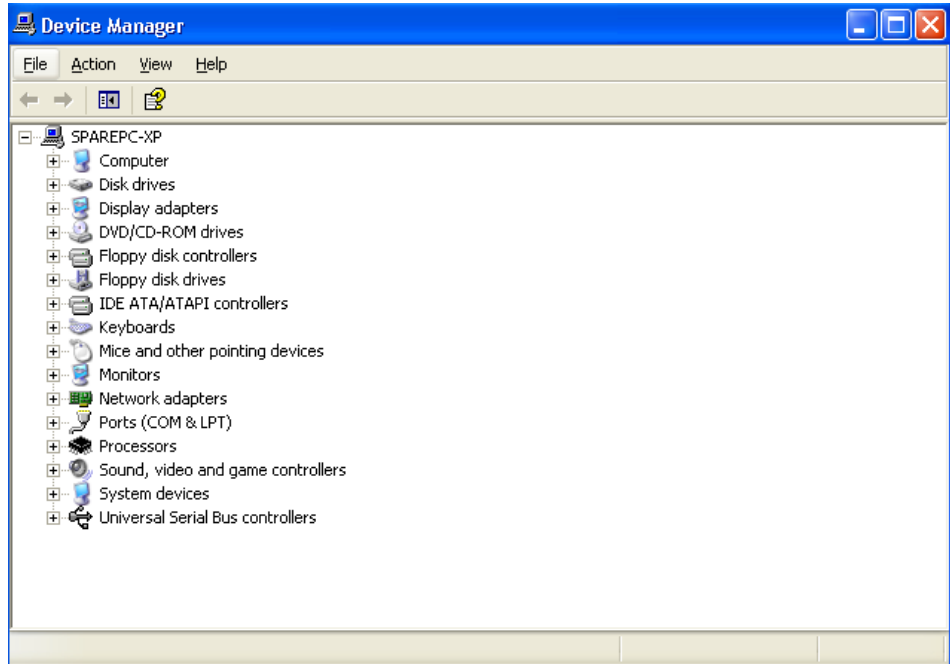 Device Manager
File Action View Help
SPAREPC-XP
Computer
Disk drives
Display adapters
DVD/CD-ROM drives
Floppy disk controllers
Floppy disk drives
IDE ATA/ATAPI controllers
Keyboards
Mice and other pointing devices
Monitors
Network adapters
Ports (COM & LPT)
Processors
Sound, video and game controllers
System devices
Universal Serial Bus controllers